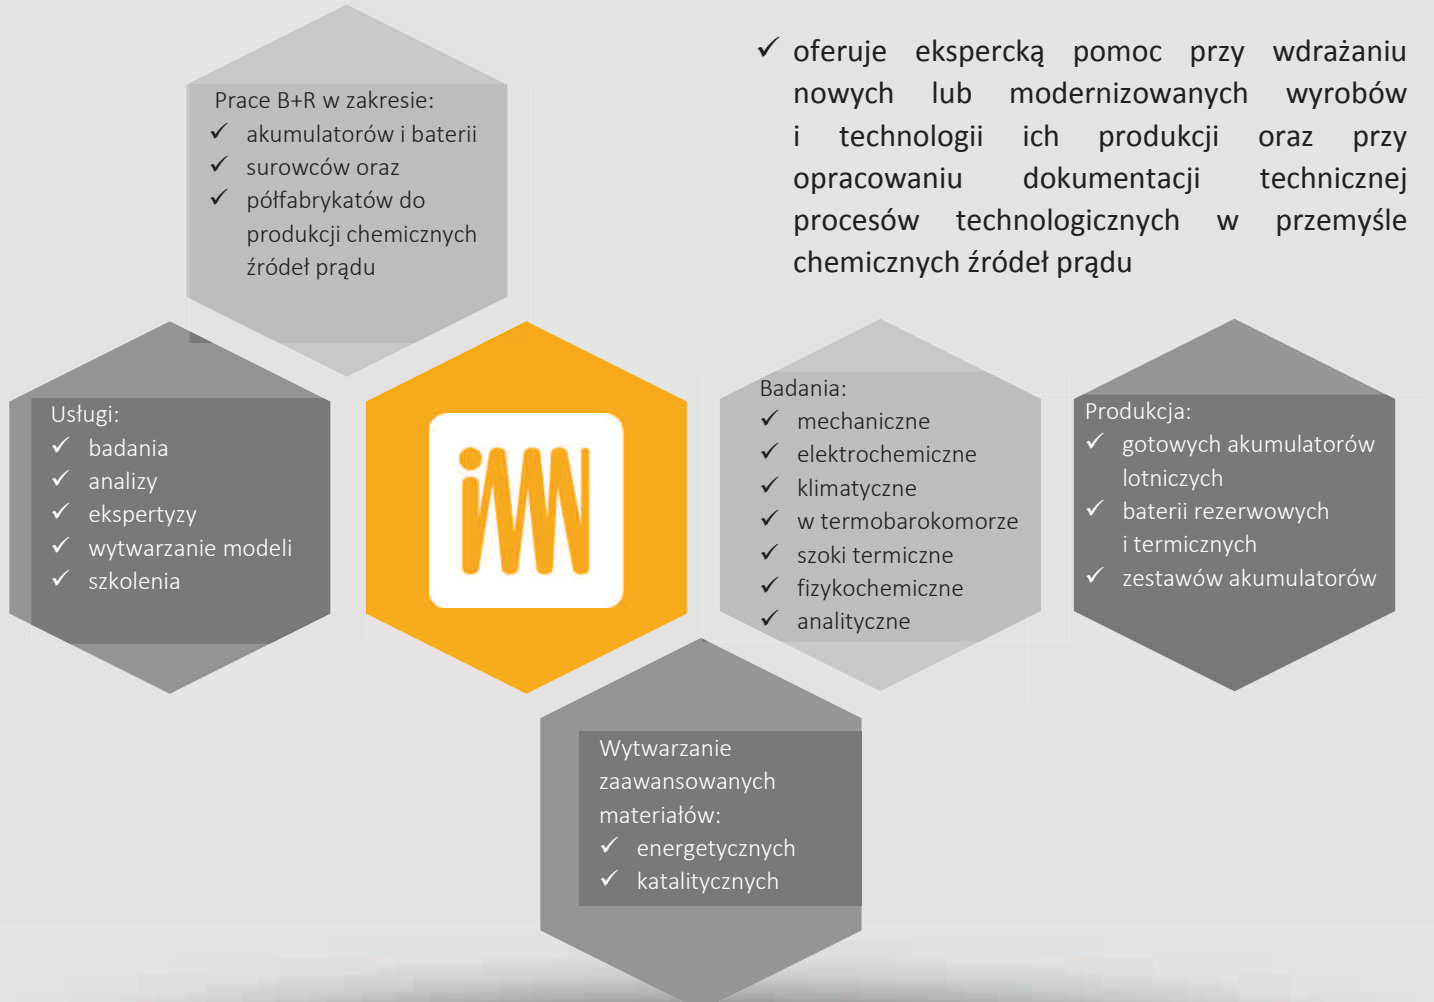 Prace B+R w zakresie:
✓ akumulatorów i baterii
✓ surowców oraz
✓ półfabrykatów do
produkcji chemicznych
źródeł prądu
✓ oferuje ekspercką pomoc przy wdrażaniu
nowych lub modernizowanych wyrobów
i technologii ich produkcji oraz przy
opracowaniu dokumentacji technicznej
procesów technologicznych w przemyśle
chemicznych źródeł prądu
Usługi:
✓ badania
✓ analizy
✓ ekspertyzy
✓ wytwarzanie modeli
✓ szkolenia
iMN
Badania:
✓ mechaniczne
✓ elektrochemiczne
✓ klimatyczne
✓ w termobarokomorze
✓ szoki termiczne
✓ fizykochemiczne
✓ analityczne
Produkcja:
✓ gotowych akumulatorów
lotniczych
✓ baterii rezerwowych
i termicznych
✓ zestawów akumulatorów
Wytwarzanie
zaawansowanych
materiałów:
✓ energetycznych
✓ katalitycznych